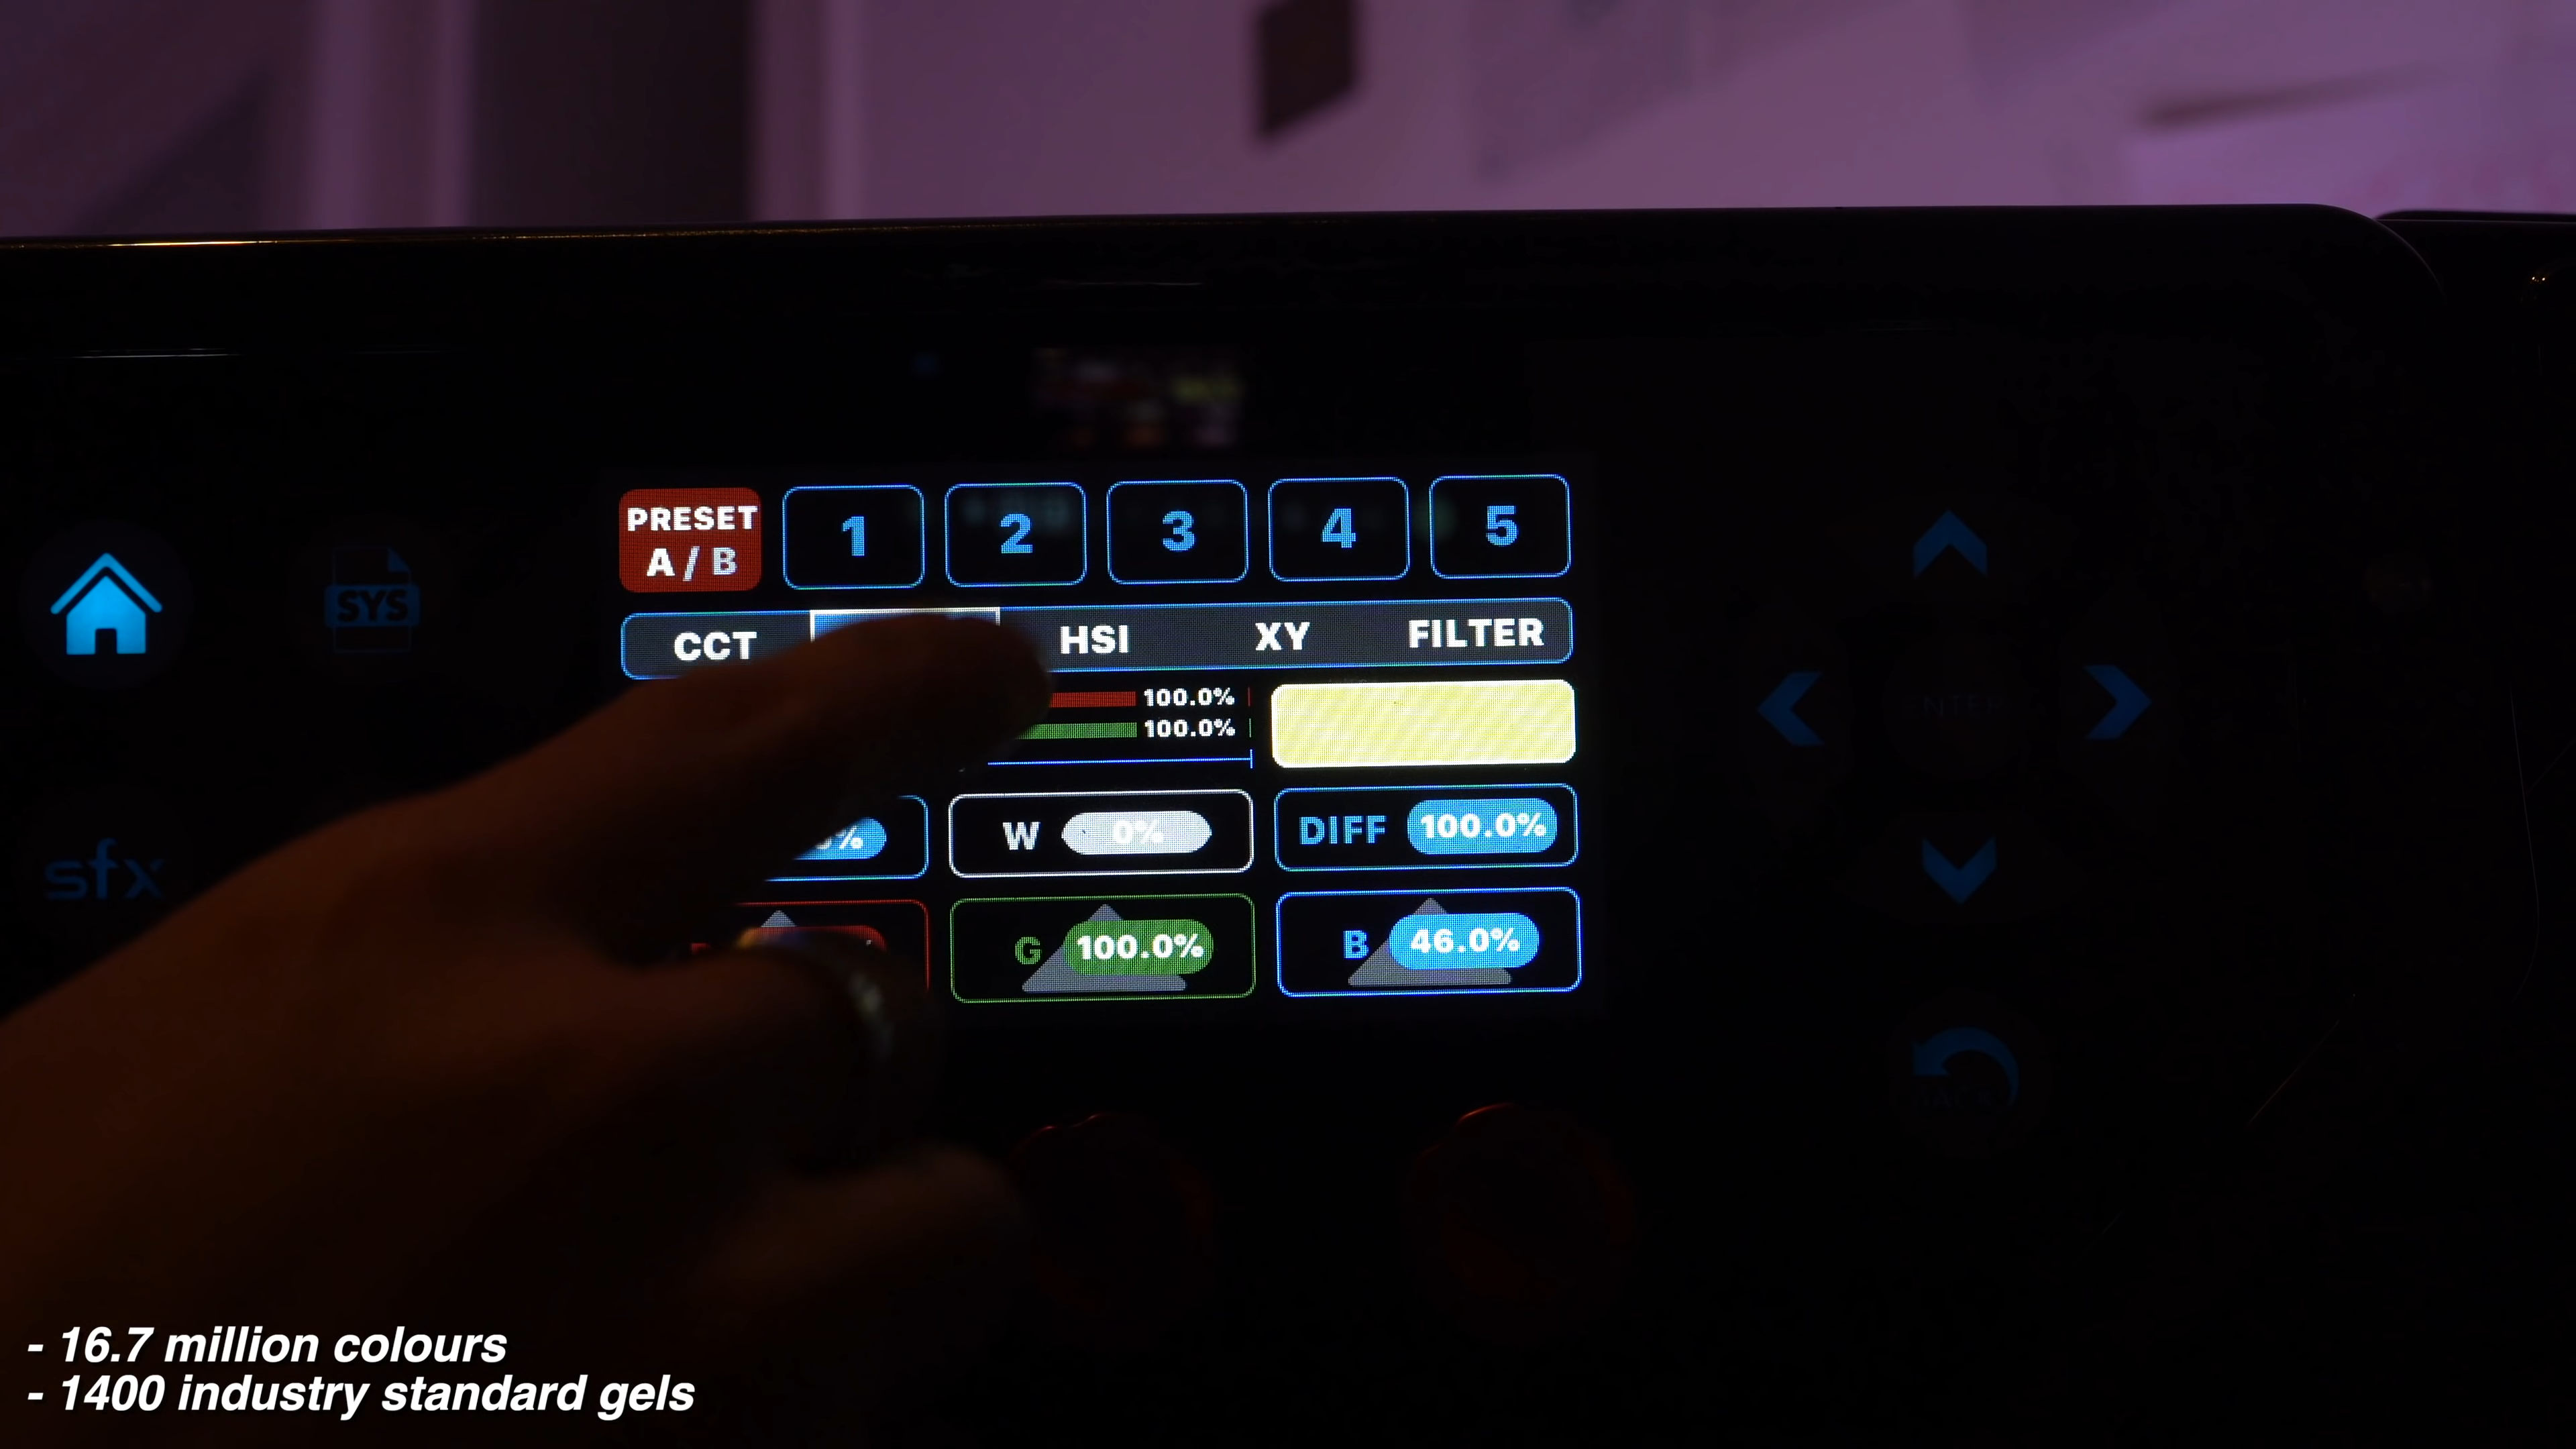 PRESET
A / B
1
2
3
4
5
CCT
HSI
XY
FILTER
100.0%
100.0%
SYS
W 0%
DIFF 100.0%
sfx
G 100.0%
B 46.0%
- 16.7 million colours
- 1400 industry standard gels